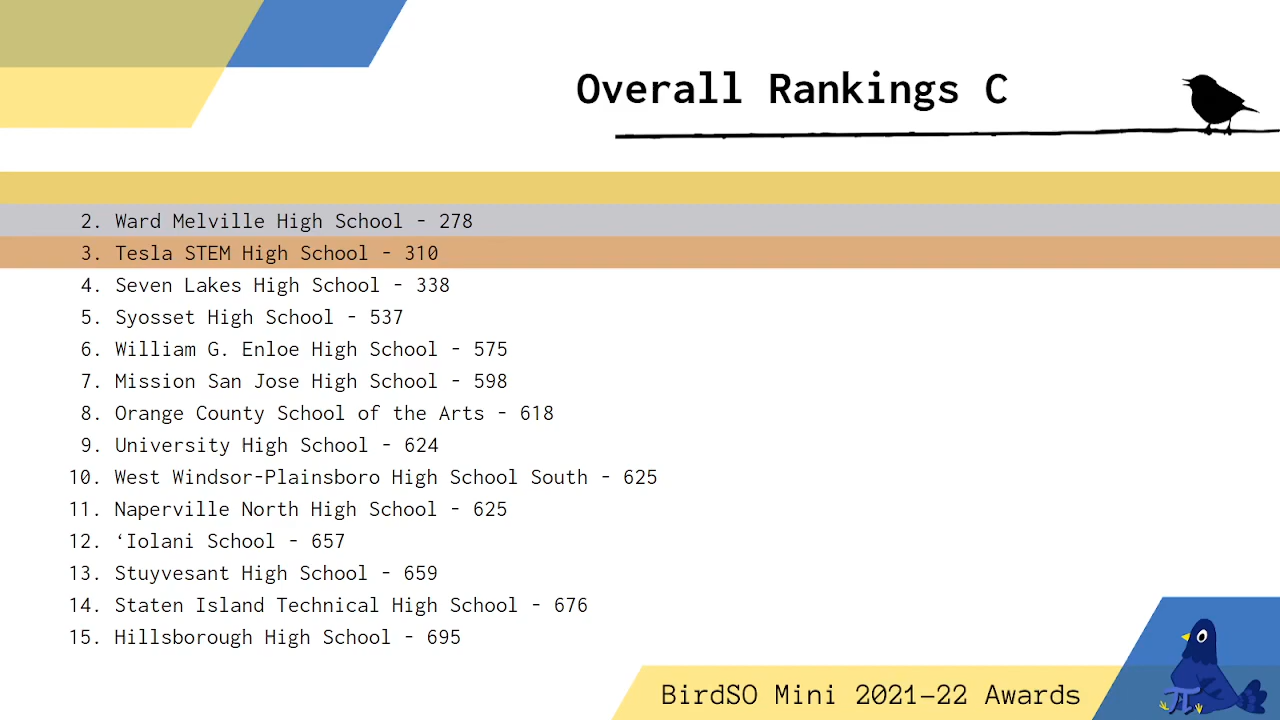 Overall Rankings C
2. Ward Melville High School - 278
3. Tesla STEM High School - 310
4. Seven Lakes High School - 338
5. Syosset High School - 537
6. William G. Enloe High School - 575
7. Mission San Jose High School - 598
8. Orange County School of the Arts - 618
9. University High School - 624
10. West Windsor-Plainsboro High School South - 625
11. Naperville North High School - 625
12. ‘Iolani School - 657
13. Stuyvesant High School - 659
14. Staten Island Technical High School - 676
15. Hillsborough High School - 695
BirdSO Mini 2021–22 Awards
π